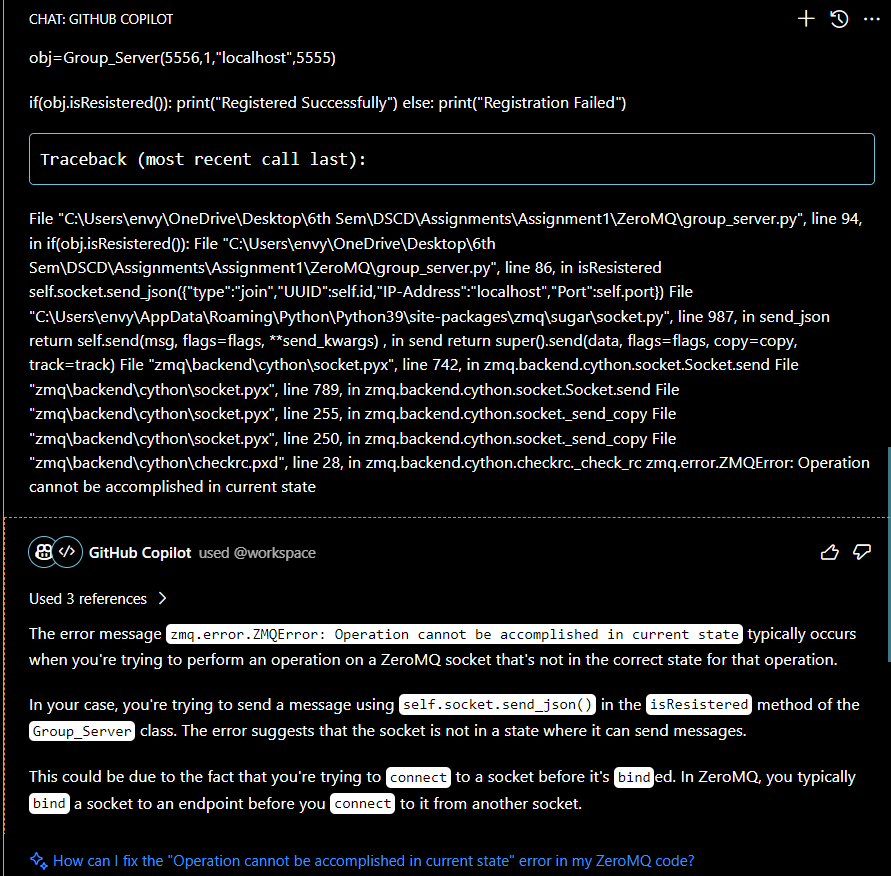 CHAT: GITHUB COPILOT
obj=Group_Server(5556,1,"localhost",5555)
if(obj.isResistered()): print("Registered Successfully") else: print("Registration Failed")
Traceback (most recent call last):
File "C:\Users\envy\OneDrive\Desktop\6th Sem\DSCD\Assignments\Assignment1\ZeroMQ\group_server.py", line 94,
in if(obj.isResistered()): File "C:\Users\envy\OneDrive\Desktop\6th
Sem\DSCD\Assignments\Assignment1\ZeroMQ\group_server.py", line 86, in isResistered
self.socket.send_json({"type":"join","UUID":self.id,"IP-Address":"localhost","Port":self.port}) File
"C:\Users\envy\AppData\Roaming\Python\Python39\site-packages\zmq\sugar\socket.py", line 987, in send_json
return self.send(msg, flags=flags, **send_kwargs) , in send return super().send(data, flags=flags, copy=copy,
track=track) File "zmq\backend\cython\socket.pyx", line 742, in zmq.backend.cython.socket.Socket.send File
"zmq\backend\cython\socket.pyx", line 789, in zmq.backend.cython.socket.Socket.send File
"zmq\backend\cython\socket.pyx", line 255, in zmq.backend.cython.socket._send_copy File
"zmq\backend\cython\socket.pyx", line 250, in zmq.backend.cython.socket._send_copy File
"zmq\backend\cython\checkrc.pxd", line 28, in zmq.backend.cython.checkrc._check_rc zmq.error.ZMQError: Operation
cannot be accomplished in current state
GitHub Copilot used @workspace
Used 3 references
The error message zmq.error.ZMQError: Operation cannot be accomplished in current state typically occurs
when you're trying to perform an operation on a ZeroMQ socket that's not in the correct state for that operation.
In your case, you're trying to send a message using self.socket.send_json() in the isResistered method of the
Group_Server class. The error suggests that the socket is not in a state where it can send messages.
This could be due to the fact that you're trying to connect to a socket before it's binded. In ZeroMQ, you typically
bind a socket to an endpoint before you connect to it from another socket.
How can I fix the "Operation cannot be accomplished in current state" error in my ZeroMQ code?